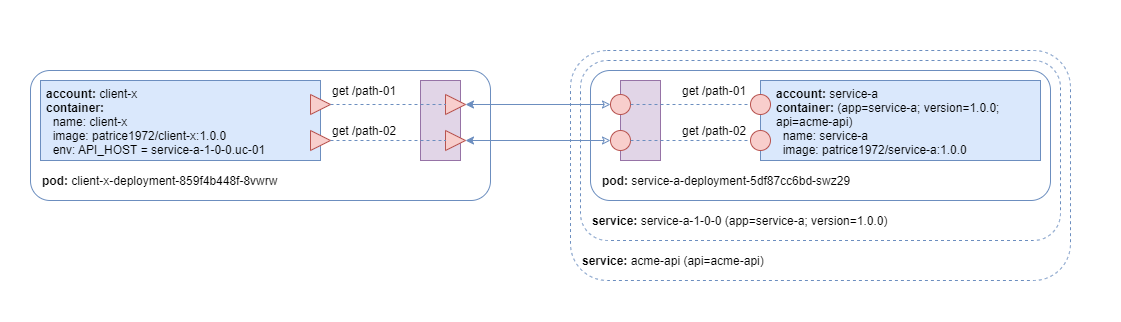 account: client-x
container:
name: client-x
image: patrice1972/client-x:1.0.0
env: API_HOST = service-a-1-0-0.uc-01
get /path-01
get /path-02
pod: client-x-deployment-859f4b448f-8vwrw
get /path-01
get /path-02
account: service-a
container: (app=service-a; version=1.0.0;
api=acme-api)
name: service-a
image: patrice1972/service-a:1.0.0
pod: service-a-deployment-5df87cc6bd-swz29
service: service-a-1-0-0 (app=service-a; version=1.0.0)
service: acme-api (api=acme-api)